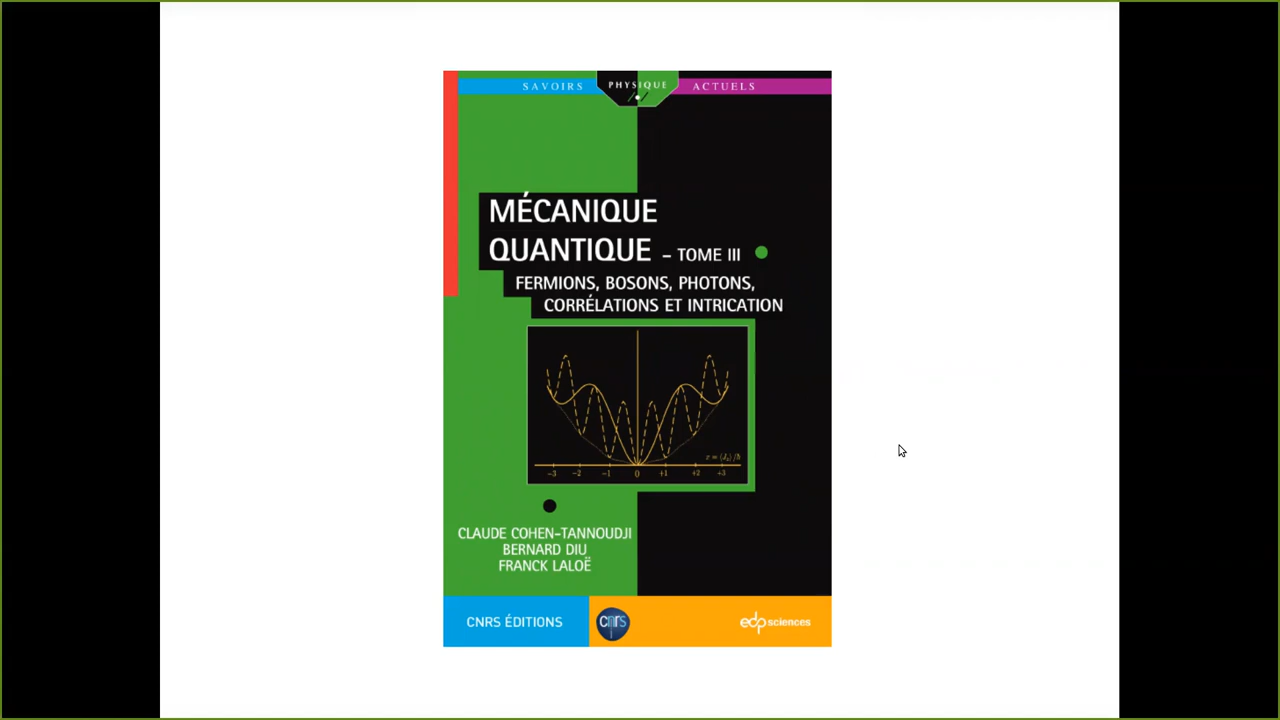 SAVOIRS PHYSIQUE ACTUELS
MÉCANIQUE
QUANTIQUE – TOME III
FERMIONS, BOSONS, PHOTONS,
CORRÉLATIONS ET INTRICATION
x = ⟨J₂⟩/ħ
-3 -2 -1 0 +1 +2 +3
CLAUDE COHEN-TANNOUDJI
BERNARD DIU
FRANCK LALOË
CNRS ÉDITIONS cnrs edp sciences